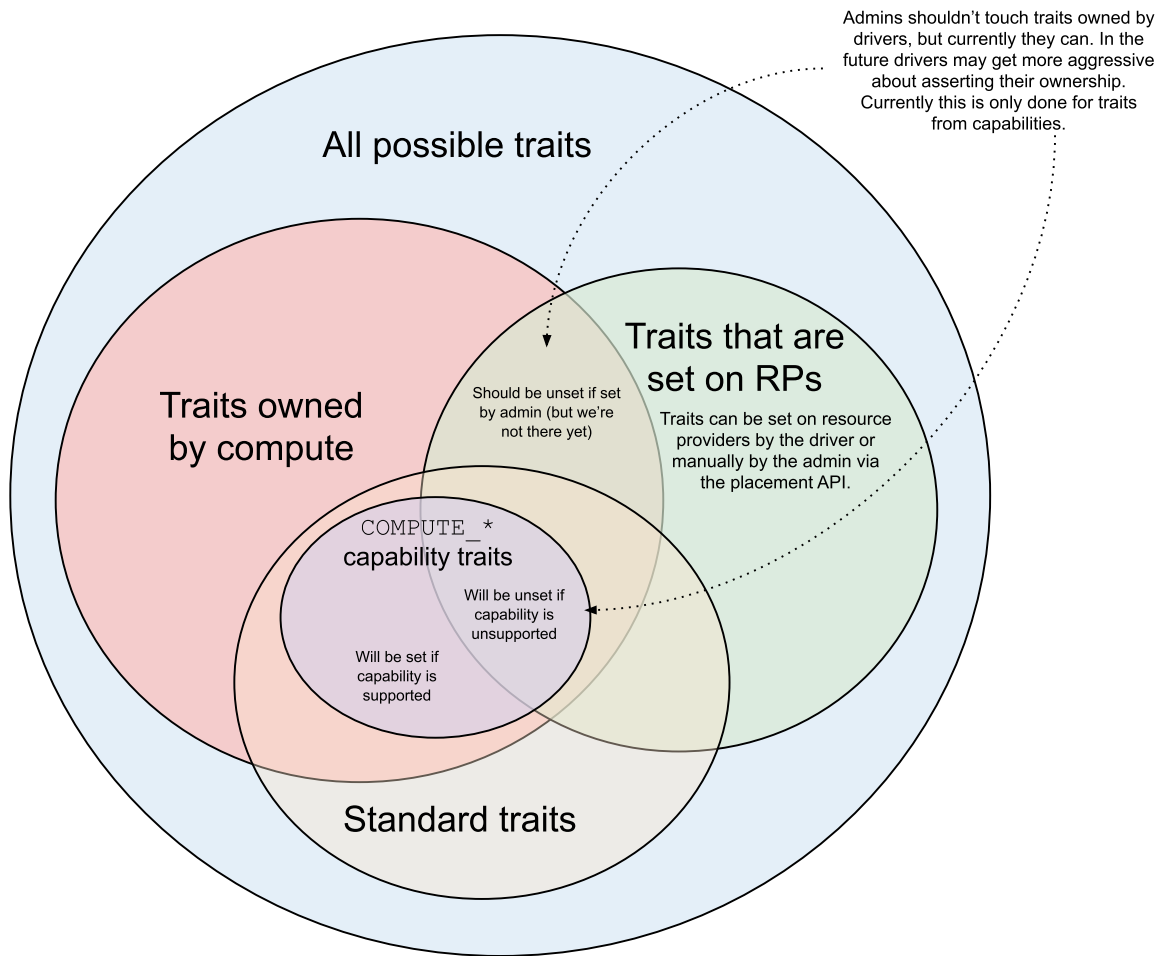 Admins shouldn’t touch traits owned by
drivers, but currently they can. In the
future drivers may get more aggressive
about asserting their ownership.
Currently this is only done for traits
from capabilities.
All possible traits
Traits that are
set on RPs
Traits can be set on resource
providers by the driver or
manually by the admin via
the placement API.
Should be unset if set
by admin (but we’re
not there yet)
Traits owned
by compute
COMPUTE_*
capability traits
Will be unset if
capability is
unsupported
Will be set if
capability is
supported
Standard traits